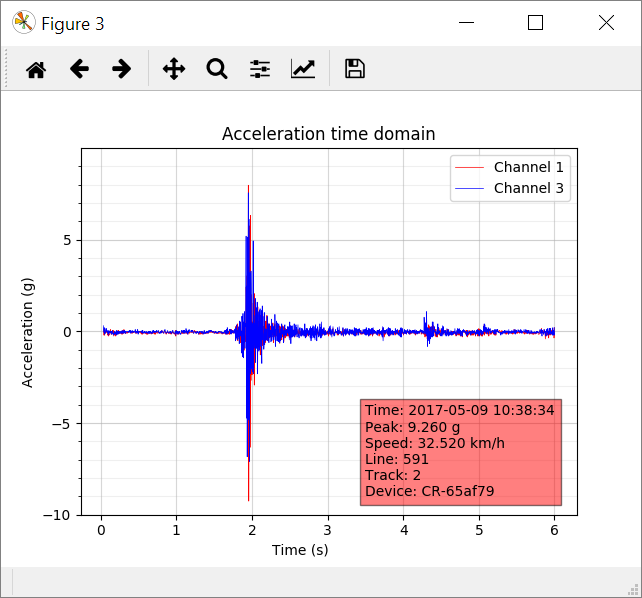 Figure 3
Acceleration time domain
Channel 1
Channel 3
5
0
−5
−10
Acceleration (g)
Time: 2017-05-09 10:38:34
Peak: 9.260 g
Speed: 32.520 km/h
Line: 591
Track: 2
Device: CR-65af79
0 1 2 3 4 5 6
Time (s)